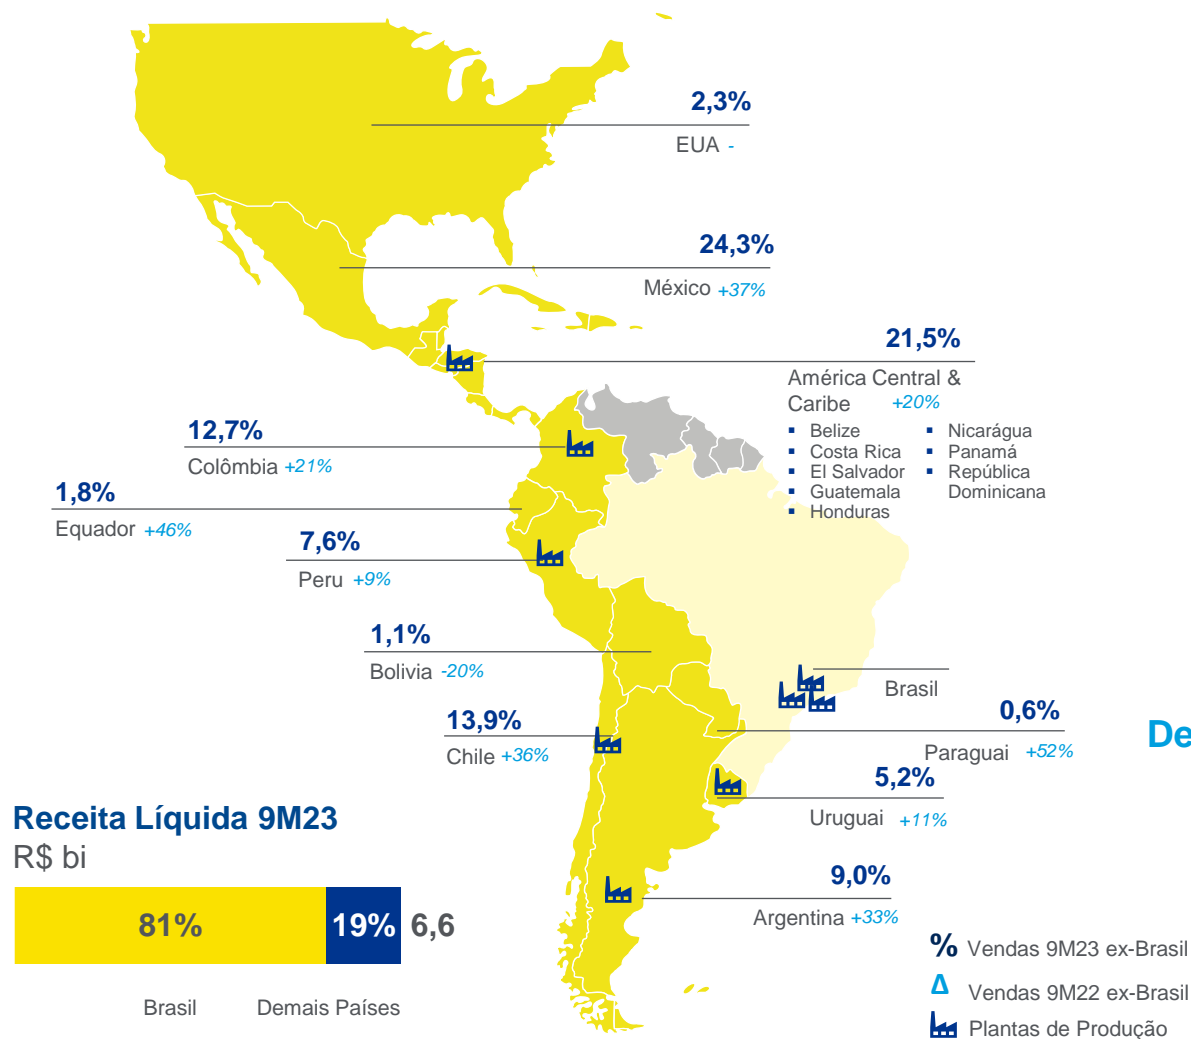 2,3%
EUA -
24,3%
México +37%
21,5%
América Central &
Caribe +20%
▪ Belize ▪ Nicarágua
▪ Costa Rica ▪ Panamá
▪ El Salvador ▪ República
▪ Guatemala Dominicana
▪ Honduras
12,7%
Colômbia +21%
1,8%
Equador +46%
7,6%
Peru +9%
1,1%
Bolivia -20%
Brasil
13,9%
Chile +36%
0,6%
Paraguai +52%
De
5,2%
Uruguai +11%
9,0%
Argentina +33%
Receita Líquida 9M23
R$ bi
81% 19% 6,6
Brasil Demais Países
% Vendas 9M23 ex-Brasil
Δ Vendas 9M22 ex-Brasil
Plantas de Produção